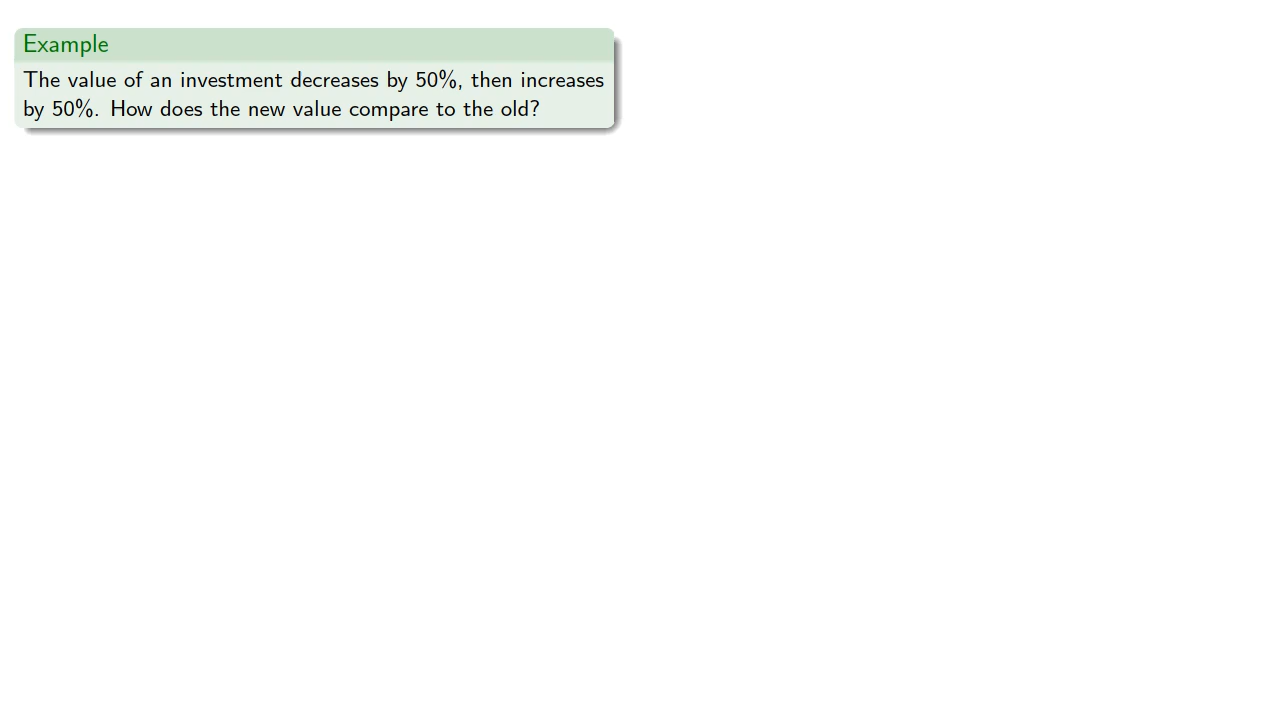 Example
The value of an investment decreases by 50%, then increases
by 50%. How does the new value compare to the old?